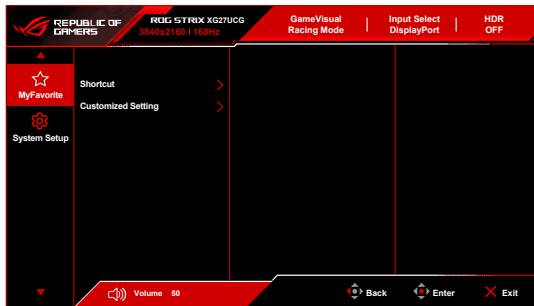 REPUBLIC OF
GAMERS
ROG STRIX XG27UCG
3840x2160 | 160Hz
GameVisual
Racing Mode
Input Select
DisplayPort
HDR
OFF
MyFavorite
System Setup
Shortcut
Customized Setting
Volume 50
Back
Enter
Exit